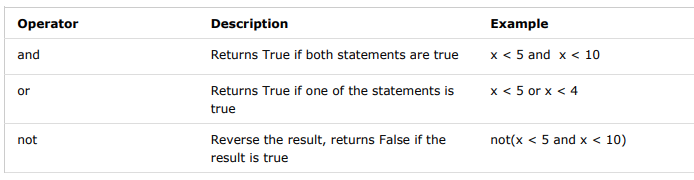 Operator Description Example
and Returns True if both statements are true x < 5 and  x < 10
or Returns True if one of the statements is x < 5 or x < 4
true
not Reverse the result, returns False if the not(x < 5 and x < 10)
result is true